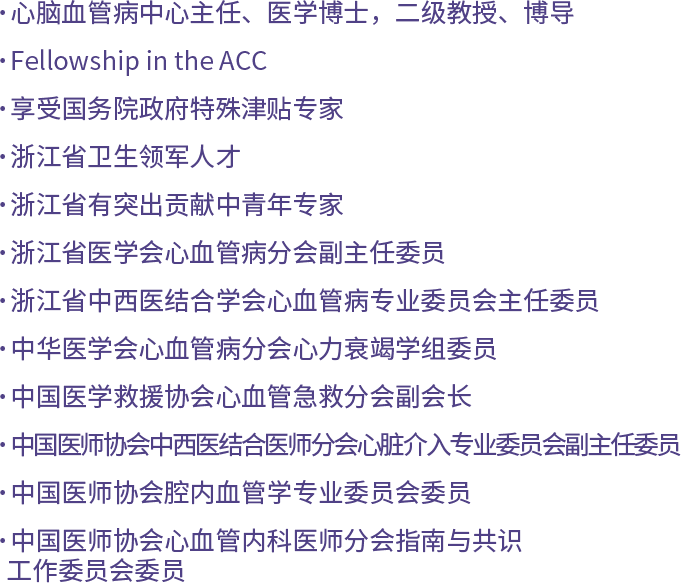 ·心脑血管病中心主任、医学博士，二级教授、博导
·Fellowship in the ACC
·享受国务院政府特殊津贴专家
·浙江省卫生领军人才
·浙江省有突出贡献中青年专家
·浙江省医学会心血管病分会副主任委员
·浙江省中西医结合学会心血管病专业委员会主任委员
·中华医学会心血管病分会心力衰竭学组委员
·中国医学救援协会心血管急救分会副会长
·中国医师协会中西医结合医师分会心脏介入专业委员会副主任委员
·中国医师协会腔内血管学专业委员会委员
·中国医师协会心血管内科医师分会指南与共识
工作委员会委员